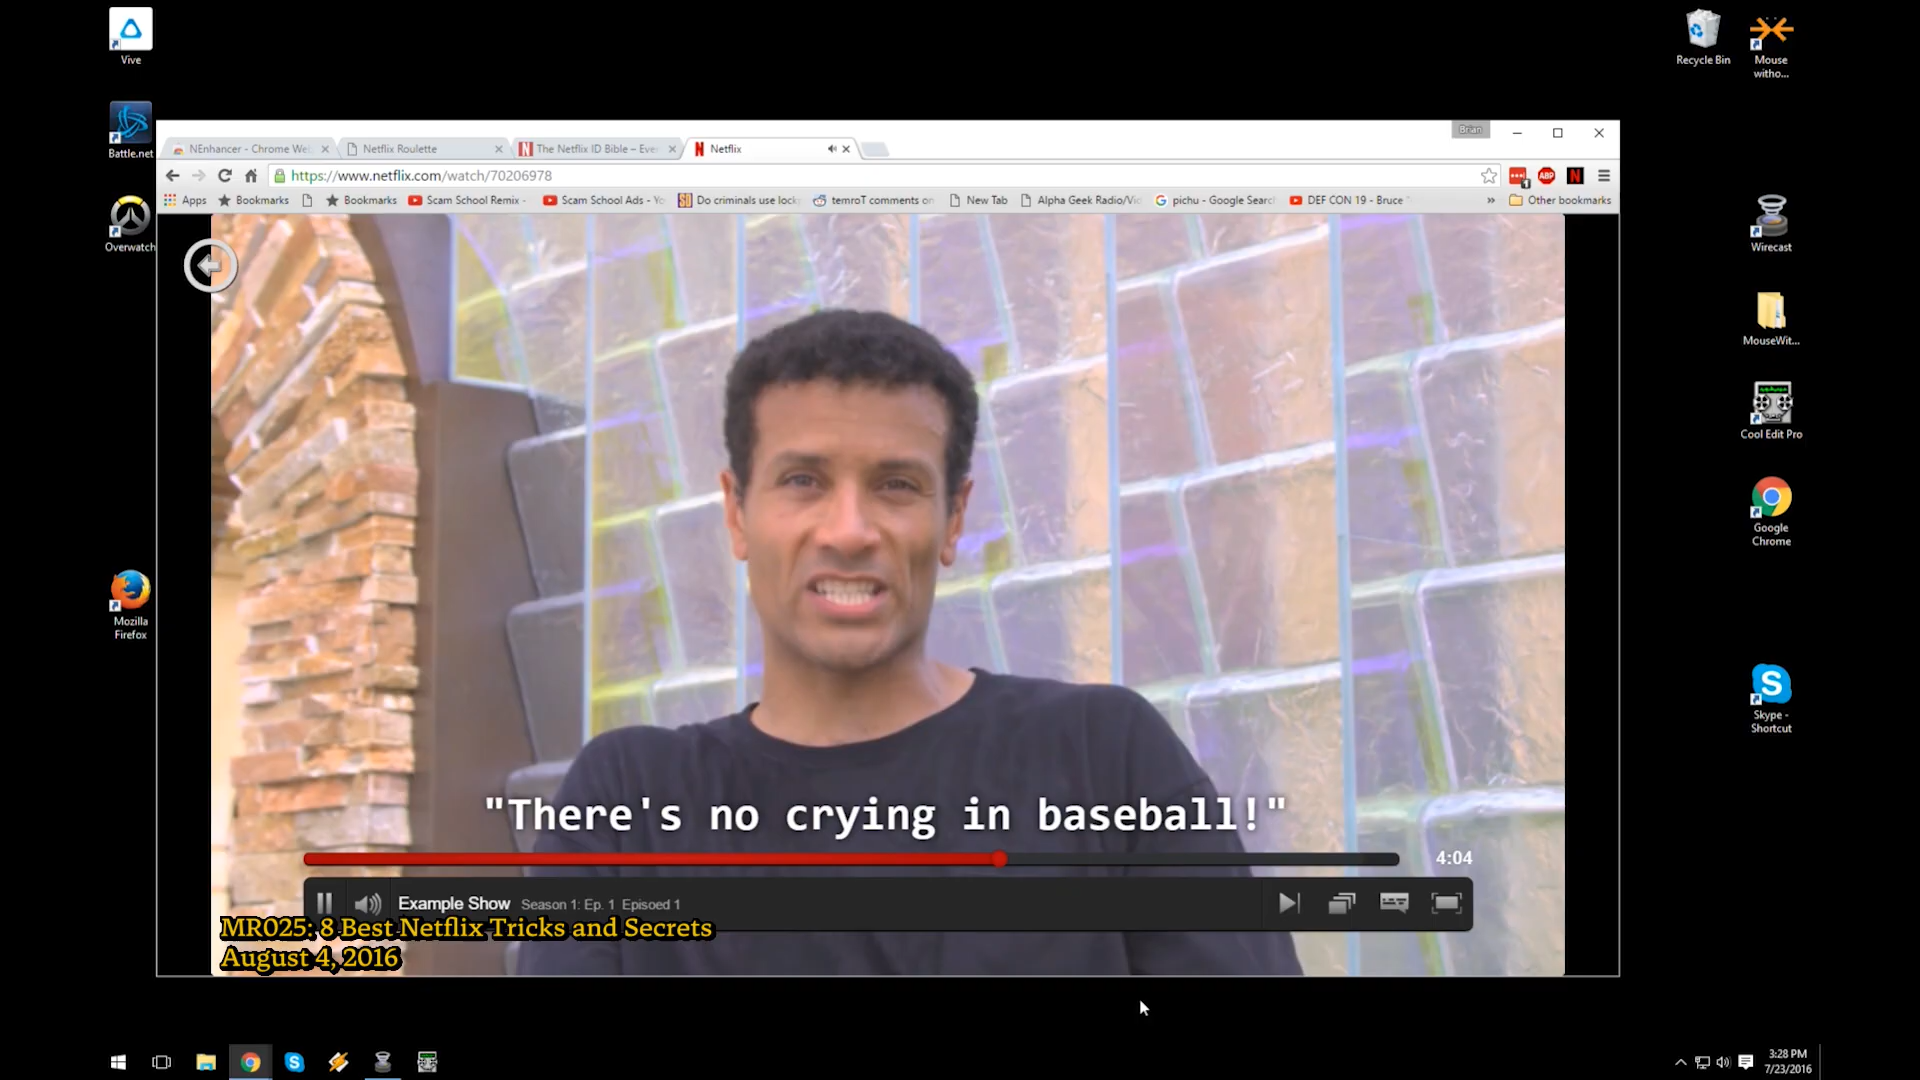 Vive
Recycle Bin
Mouse
witho...
Battle.net
Brian
NEnhancer - Chrome We
Netflix Roulette
The Netflix ID Bible – Eve
Netflix
https://www.netflix.com/watch/70206978
ABP
1
Apps
Bookmarks
Bookmarks
Scam School Remix -
Scam School Ads - Yo
Do criminals use lock
temroT comments on
New Tab
Alpha Geek Radio/Vi
pichu - Google Search
DEF CON 19 - Bruce
»
Other bookmarks
Overwatch
Wirecast
MouseWit...
Cool Edit Pro
Google
Chrome
Mozilla
Firefox
Skype -
Shortcut
"There's no crying in baseball!"
4:04
Example Show Season 1: Ep. 1 Episoed 1
MR025: 8 Best Netflix Tricks and Secrets
August 4, 2016
3:28 PM
7/23/2016